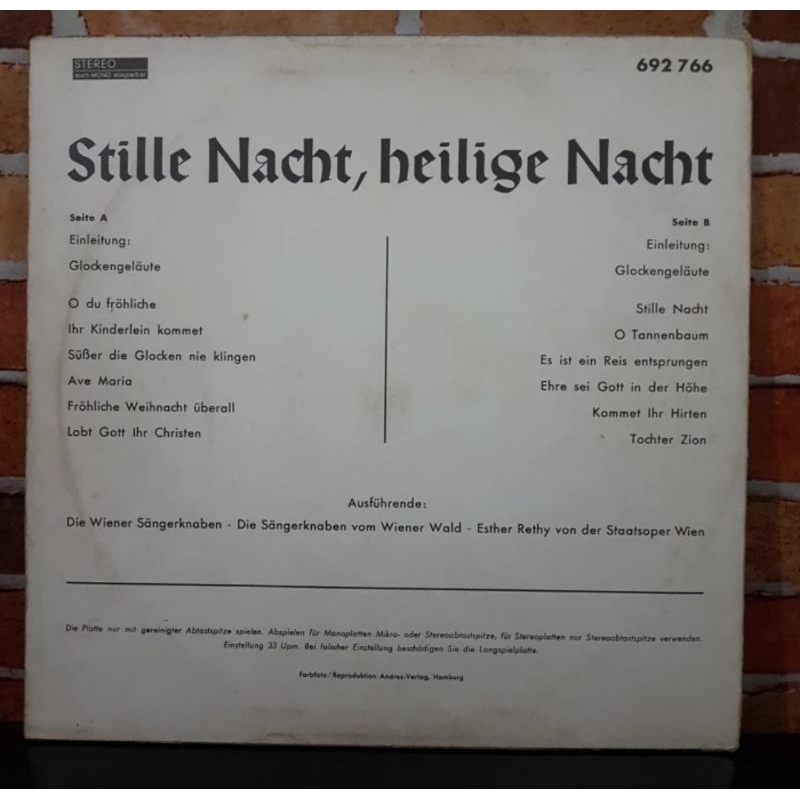 STEREO
auch MONO abspielbar
692 766
Stille Nacht, heilige Nacht
Seite A
Einleitung:
Glockengeläute
O du fröhliche
Ihr Kinderlein kommet
Süßer die Glocken nie klingen
Ave Maria
Fröhliche Weihnacht überall
Lobt Gott Ihr Christen
Seite B
Einleitung:
Glockengeläute
Stille Nacht
O Tannenbaum
Es ist ein Reis entsprungen
Ehre sei Gott in der Höhe
Kommet Ihr Hirten
Tochter Zion
Ausführende:
Die Wiener Sängerknaben - Die Sängerknaben vom Wiener Wald - Esther Rethy von der Staatsoper Wien
Die Platte nur mit gereinigter Abtastspitze spielen. Abspielen für Monoplatten Mikro- oder Stereoabtastspitze, für Stereoplatten nur Stereoabtastspitze verwenden.
Einstellung 33 Upm. Bei falscher Einstellung beschädigen Sie die Langspielplatte.
Farbfoto/Reproduktion Andres-Verlag, Hamburg